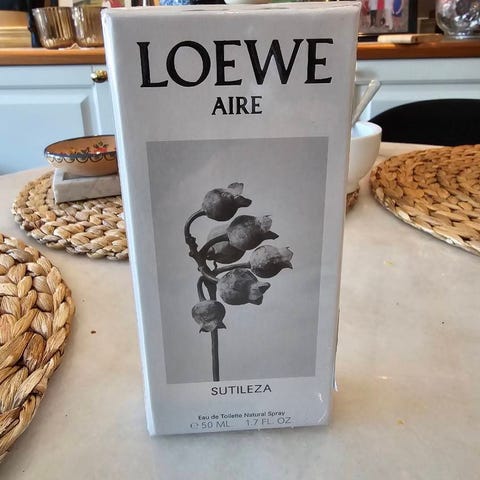 LOEWE
AIRE
SUTILEZA
Eau de Toilette Natural Spray
℮ 50 ML 1.7 FL. OZ